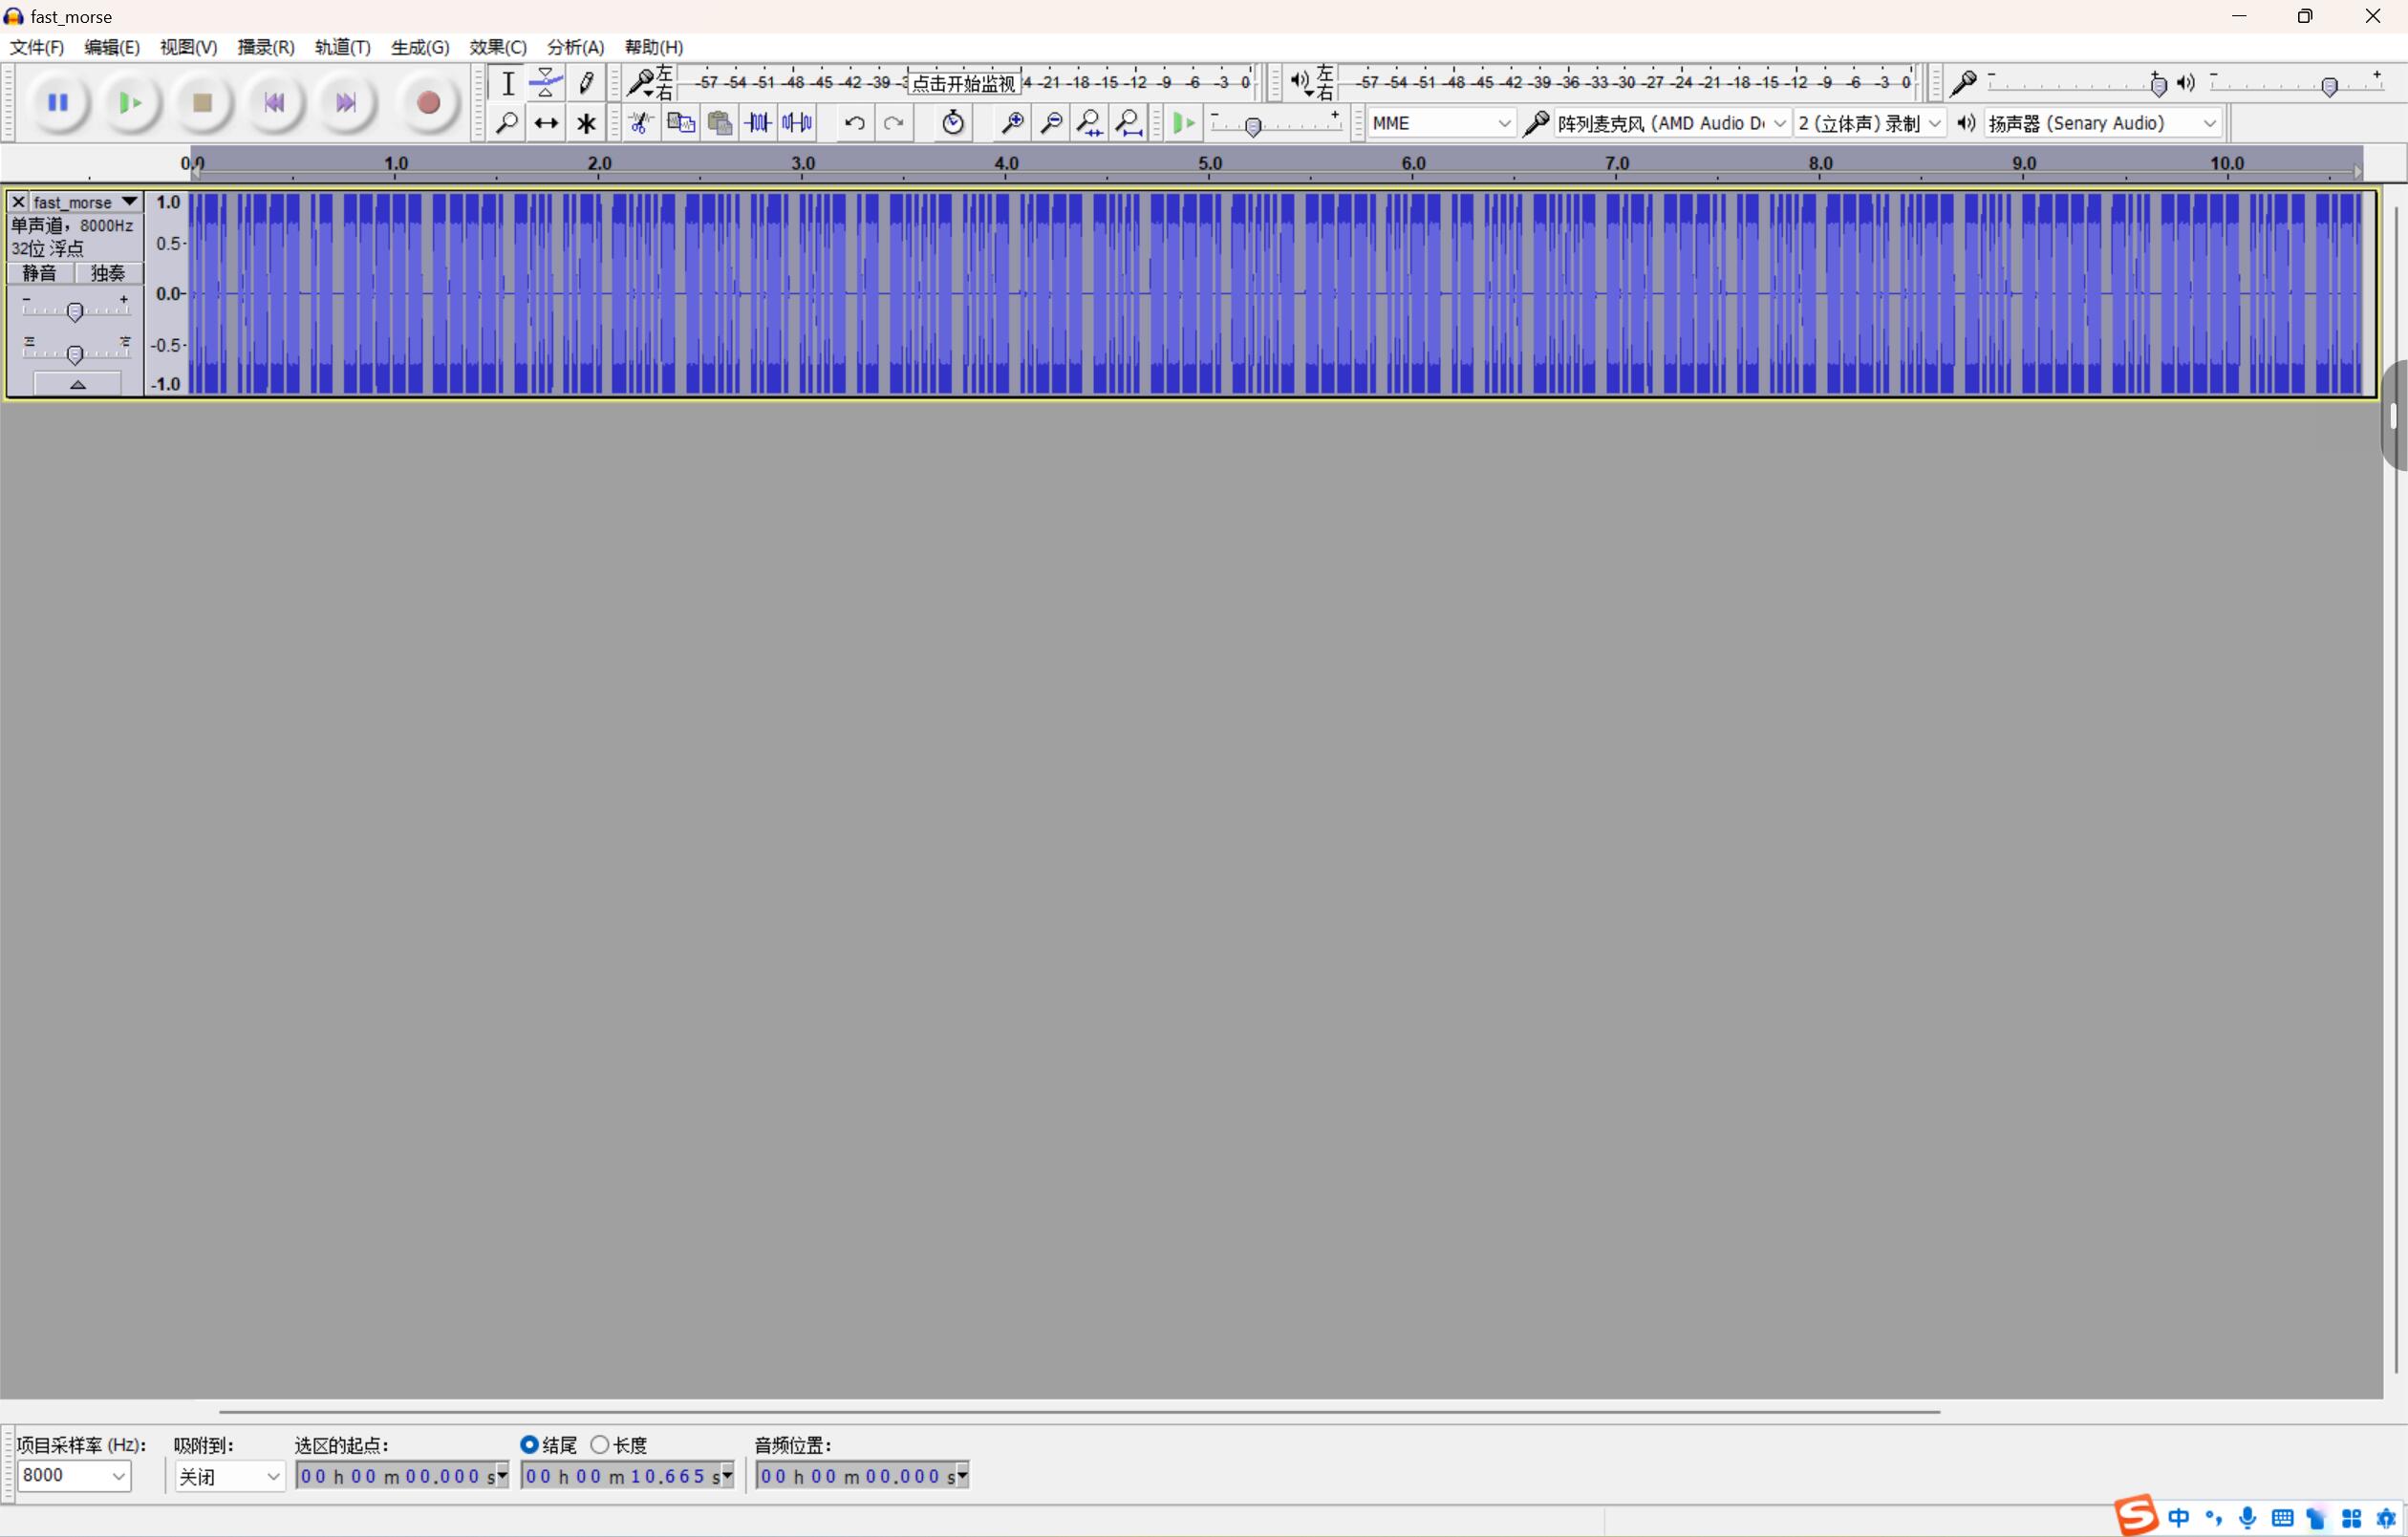 fast_morse
文件(F) 编辑(E) 视图(V) 播录(R) 轨道(T) 生成(G) 效果(C) 分析(A) 帮助(H)
左 右 -57 -54 -51 -48 -45 -42 -39 -3 点击开始监视 4 -21 -18 -15 -12 -9 -6 -3 0 左 右 -57 -54 -51 -48 -45 -42 -39 -36 -33 -30 -27 -24 -21 -18 -15 -12 -9 -6 -3 0
MME 阵列麦克风 (AMD Audio D 2 (立体声) 录制 扬声器 (Senary Audio)
0.0 1.0 2.0 3.0 4.0 5.0 6.0 7.0 8.0 9.0 10.0
fast_morse 1.0
单声道, 8000Hz
0.5
32位 浮点
静音 独奏
0.0
-0.5
-1.0
项目采样率 (Hz): 吸附到: 选区的起点: 结尾 长度 音频位置:
8000 关闭 00 h 00 m 00.000 s 00 h 00 m 10.665 s 00 h 00 m 00.000 s
S 中